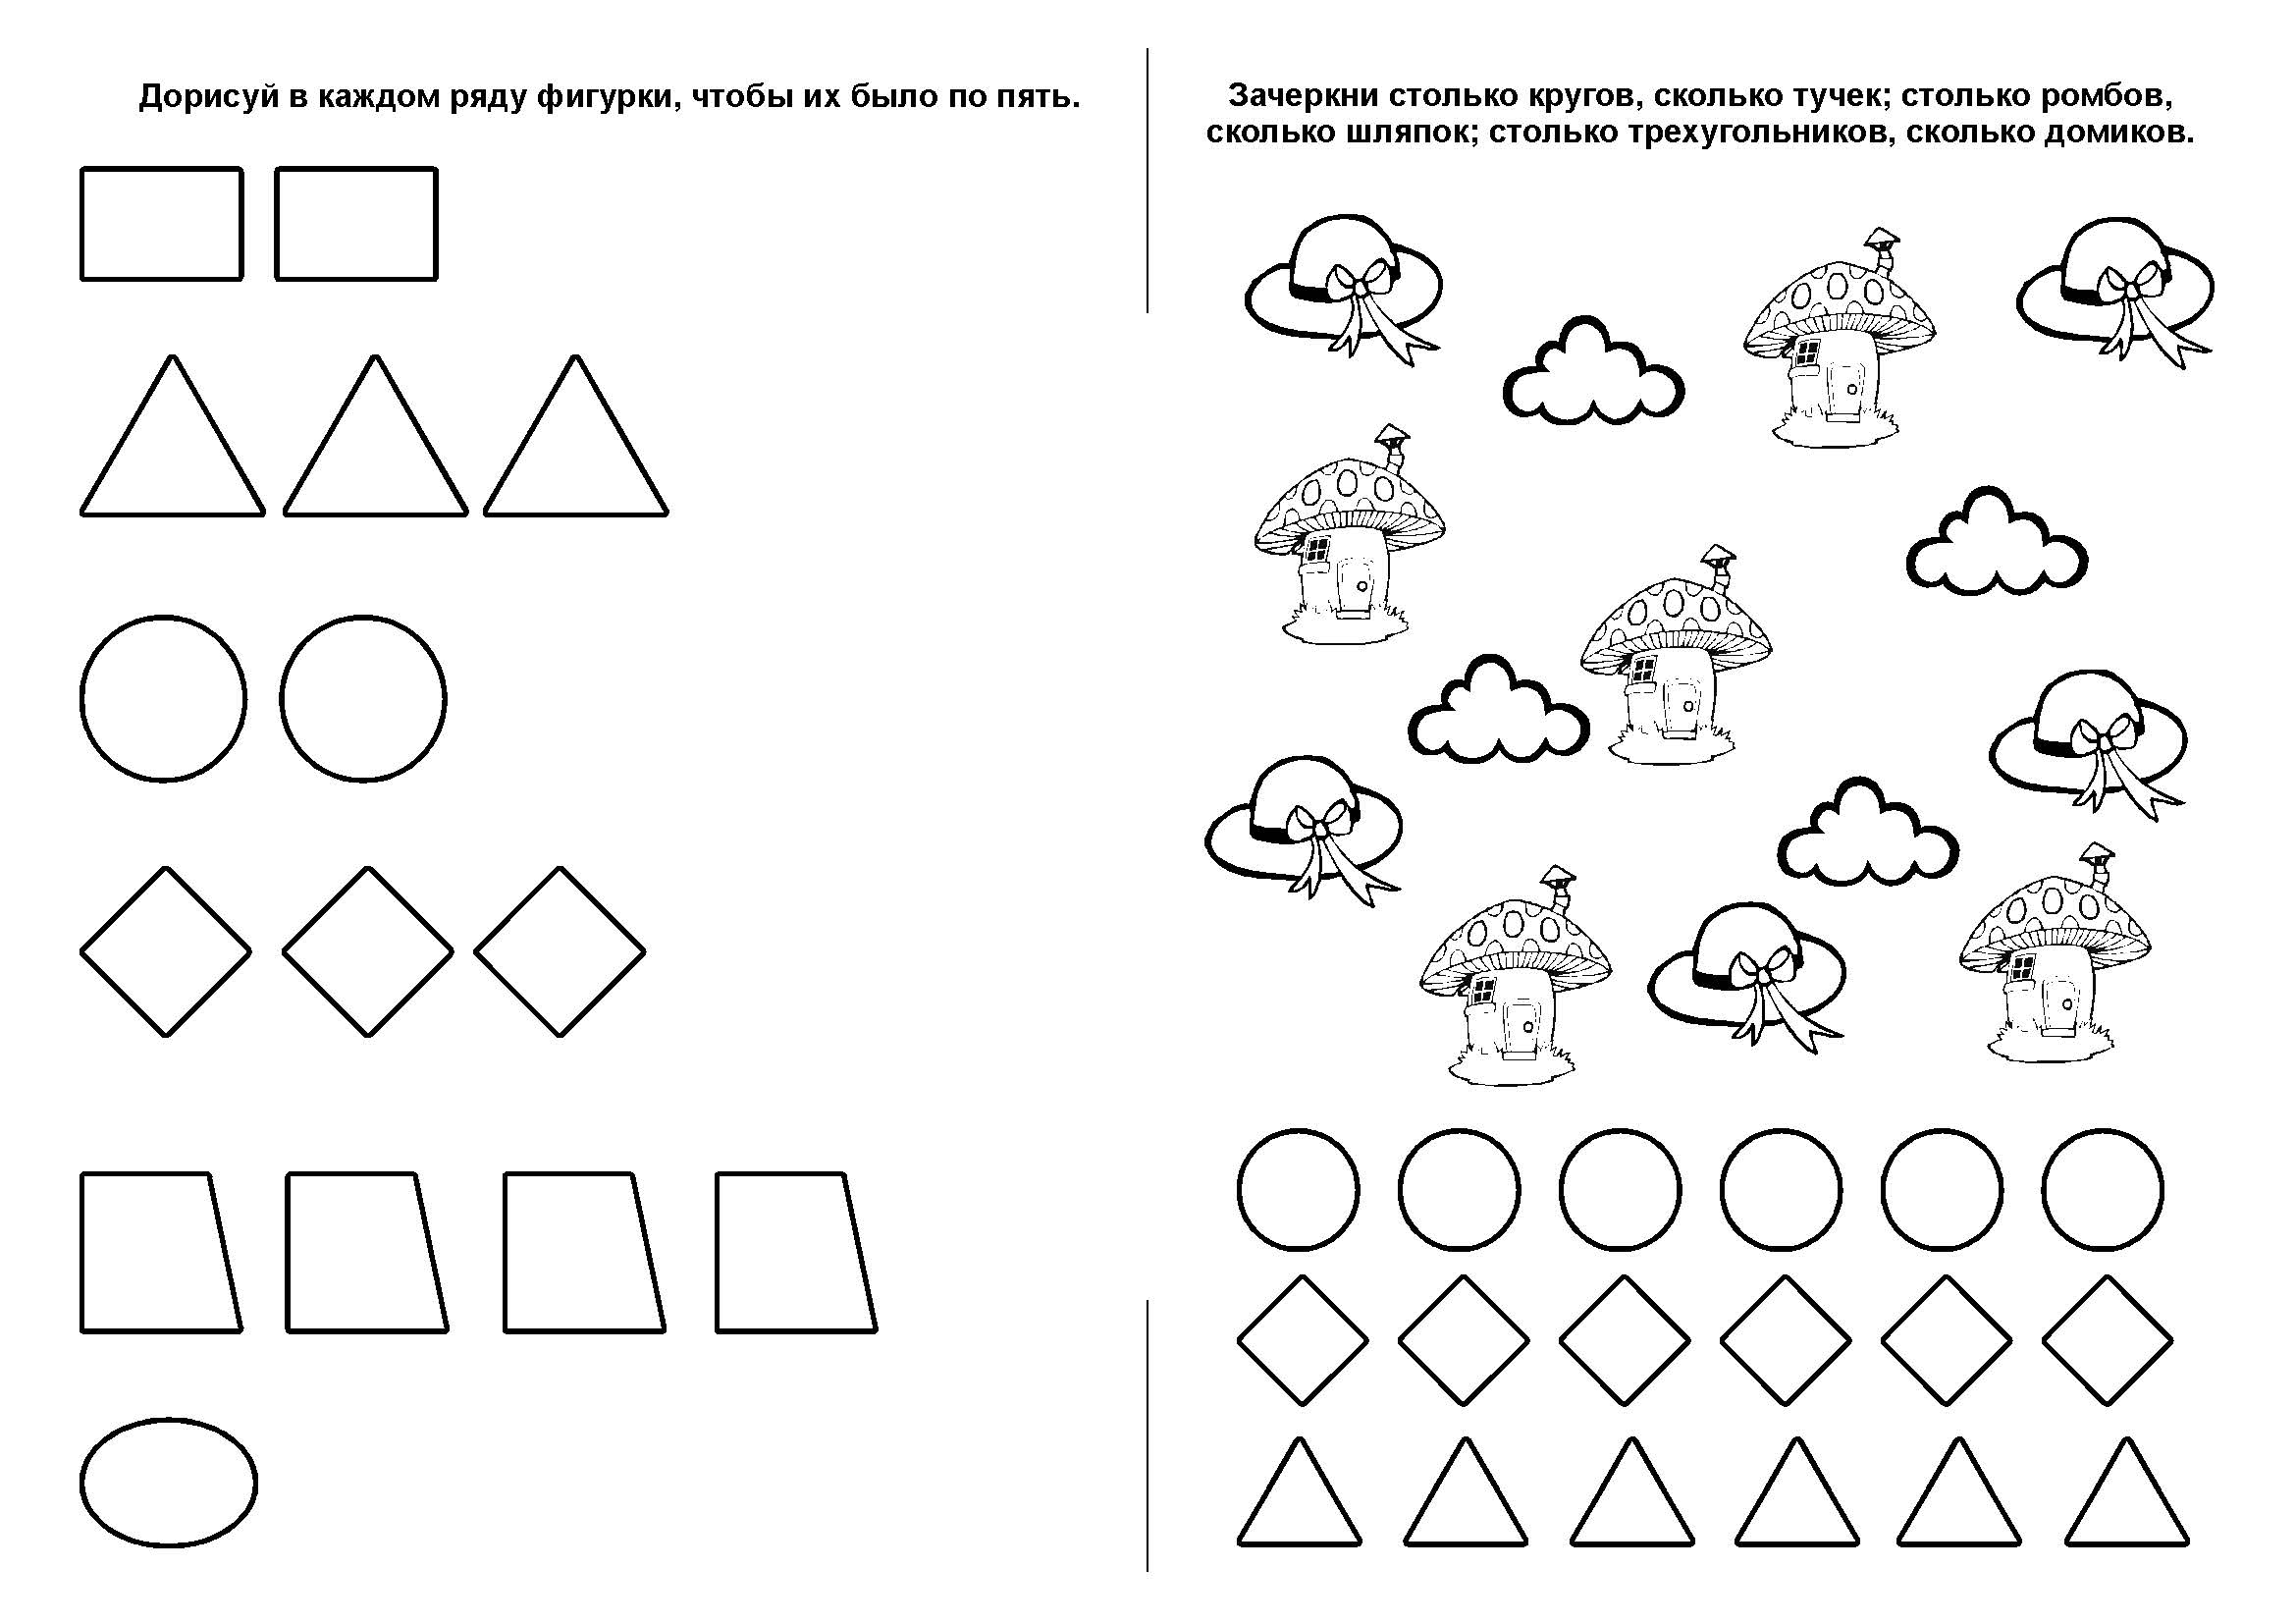 Дорисуй в каждом ряду фигурки, чтобы их было по пять.
Зачеркни столько кругов, сколько тучек; столько ромбов,
сколько шляпок; столько трехугольников, сколько домиков.